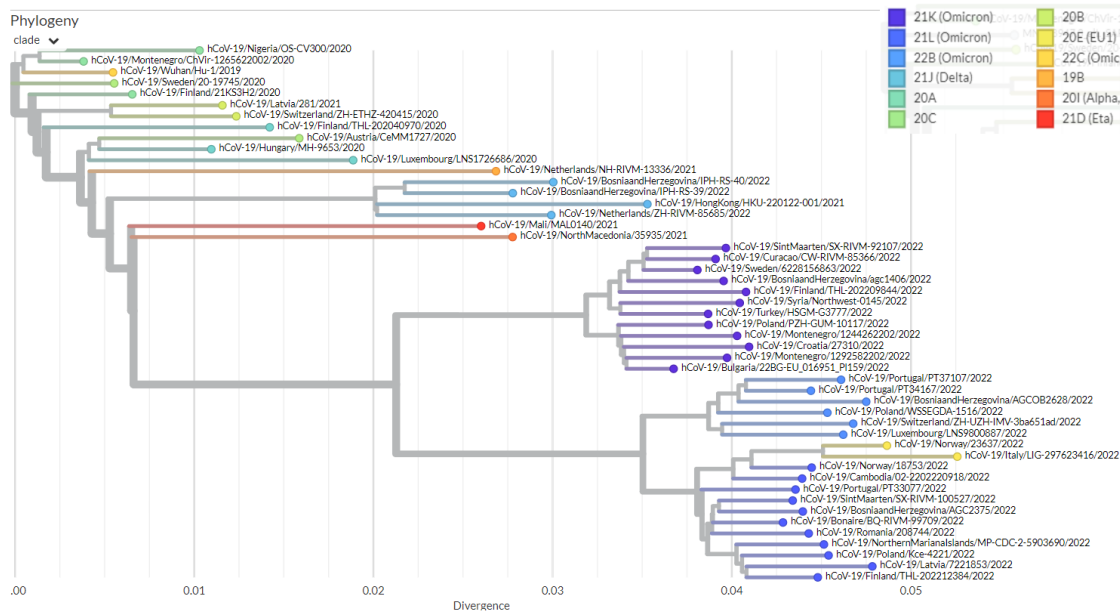 Phylogeny
clade
21K (Omicron)
21L (Omicron)
22B (Omicron)
21J (Delta)
20A
20C
20B
20E (EU1)
22C (Omic
19B
20I (Alpha,
21D (Eta)
hCoV-19/Nigeria/OS-CV300/2020
hCoV-19/Montenegro/ChVir-1265622002/2020
hCoV-19/Wuhan/Hu-1/2019
hCoV-19/Sweden/20-19745/2020
hCoV-19/Finland/21KS3H2/2020
hCoV-19/Latvia/281/2021
hCoV-19/Switzerland/ZH-ETHZ-420415/2020
hCoV-19/Finland/THL-202040970/2020
hCoV-19/Austria/CeMM1727/2020
hCoV-19/Hungary/MH-9653/2020
hCoV-19/Luxembourg/LNS1726686/2020
hCoV-19/Netherlands/NH-RIVM-13336/2021
hCoV-19/BosniaandHerzegovina/IPH-RS-40/2022
hCoV-19/BosniaandHerzegovina/IPH-RS-39/2022
hCoV-19/HongKong/HKU-220122-001/2021
hCoV-19/Netherlands/ZH-RIVM-85685/2022
hCoV-19/Mali/MAL0140/2021
hCoV-19/NorthMacedonia/35935/2021
hCoV-19/SintMaarten/SX-RIVM-92107/2022
hCoV-19/Curacao/CW-RIVM-85366/2022
hCoV-19/Sweden/6228156863/2022
hCoV-19/BosniaandHerzegovina/agc1406/2022
hCoV-19/Finland/THL-202209844/2022
hCoV-19/Syria/Northwest-0145/2022
hCoV-19/Turkey/HSGM-G3777/2022
hCoV-19/Poland/PZH-GUM-10117/2022
hCoV-19/Montenegro/1244262202/2022
hCoV-19/Croatia/27310/2022
hCoV-19/Montenegro/1292582202/2022
hCoV-19/Bulgaria/22BG-EU_016951_PI159/2022
hCoV-19/Portugal/PT37107/2022
hCoV-19/Portugal/PT34167/2022
hCoV-19/BosniaandHerzegovina/AGCOB2628/2022
hCoV-19/Poland/WSSEGDA-1516/2022
hCoV-19/Switzerland/ZH-UZH-IMV-3ba651ad/2022
hCoV-19/Luxembourg/LNS9800887/2022
hCoV-19/Norway/23637/2022
hCoV-19/Italy/LIG-297623416/2022
hCoV-19/Norway/18753/2022
hCoV-19/Cambodia/02-2202220918/2022
hCoV-19/Portugal/PT33077/2022
hCoV-19/SintMaarten/SX-RIVM-100527/2022
hCoV-19/BosniaandHerzegovina/AGC2375/2022
hCoV-19/Bonaire/BQ-RIVM-99709/2022
hCoV-19/Romania/208744/2022
hCoV-19/NorthernMarianaIslands/MP-CDC-2-5903690/2022
hCoV-19/Poland/Kce-4221/2022
hCoV-19/Latvia/7221853/2022
hCoV-19/Finland/THL-202212384/2022
.00 0.01 0.02 0.03 0.04 0.05
Divergence